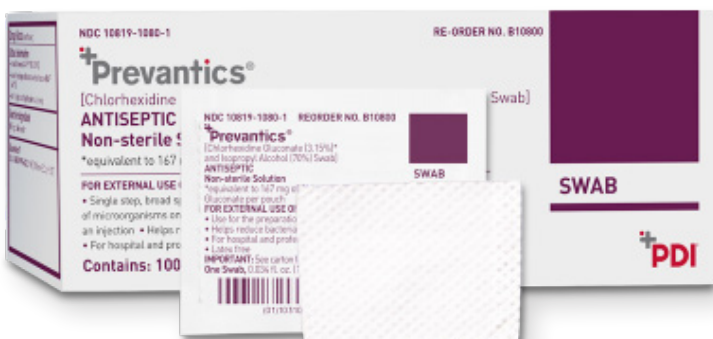 NDC 10819-1080-1
RE-ORDER NO. B10800
Prevantics®
[Chlorhexidine
Swab]
ANTISEPTIC
Non-sterile S
*equivalent to 167 m
FOR EXTERNAL USE O
• Single step, broad s
of microorganisms on
an injection • Helps r
• For hospital and pro
Contains: 100
SWAB
PDI
NDC 10819-1080-1 REORDER NO. B10800
Prevantics®
[Chlorhexidine Gluconate (3.15%)*
and Isopropyl Alcohol (70%) Swab]
ANTISEPTIC
Non-sterile Solution
*equivalent to 167 mg of
Gluconate per pouch
FOR EXTERNAL USE O
• Use for the preparatio
• Helps reduce bacteria
• For hospital and profe
• Latex free
IMPORTANT: See carton f
One Swab, 0.034 fl. oz. (1
SWAB